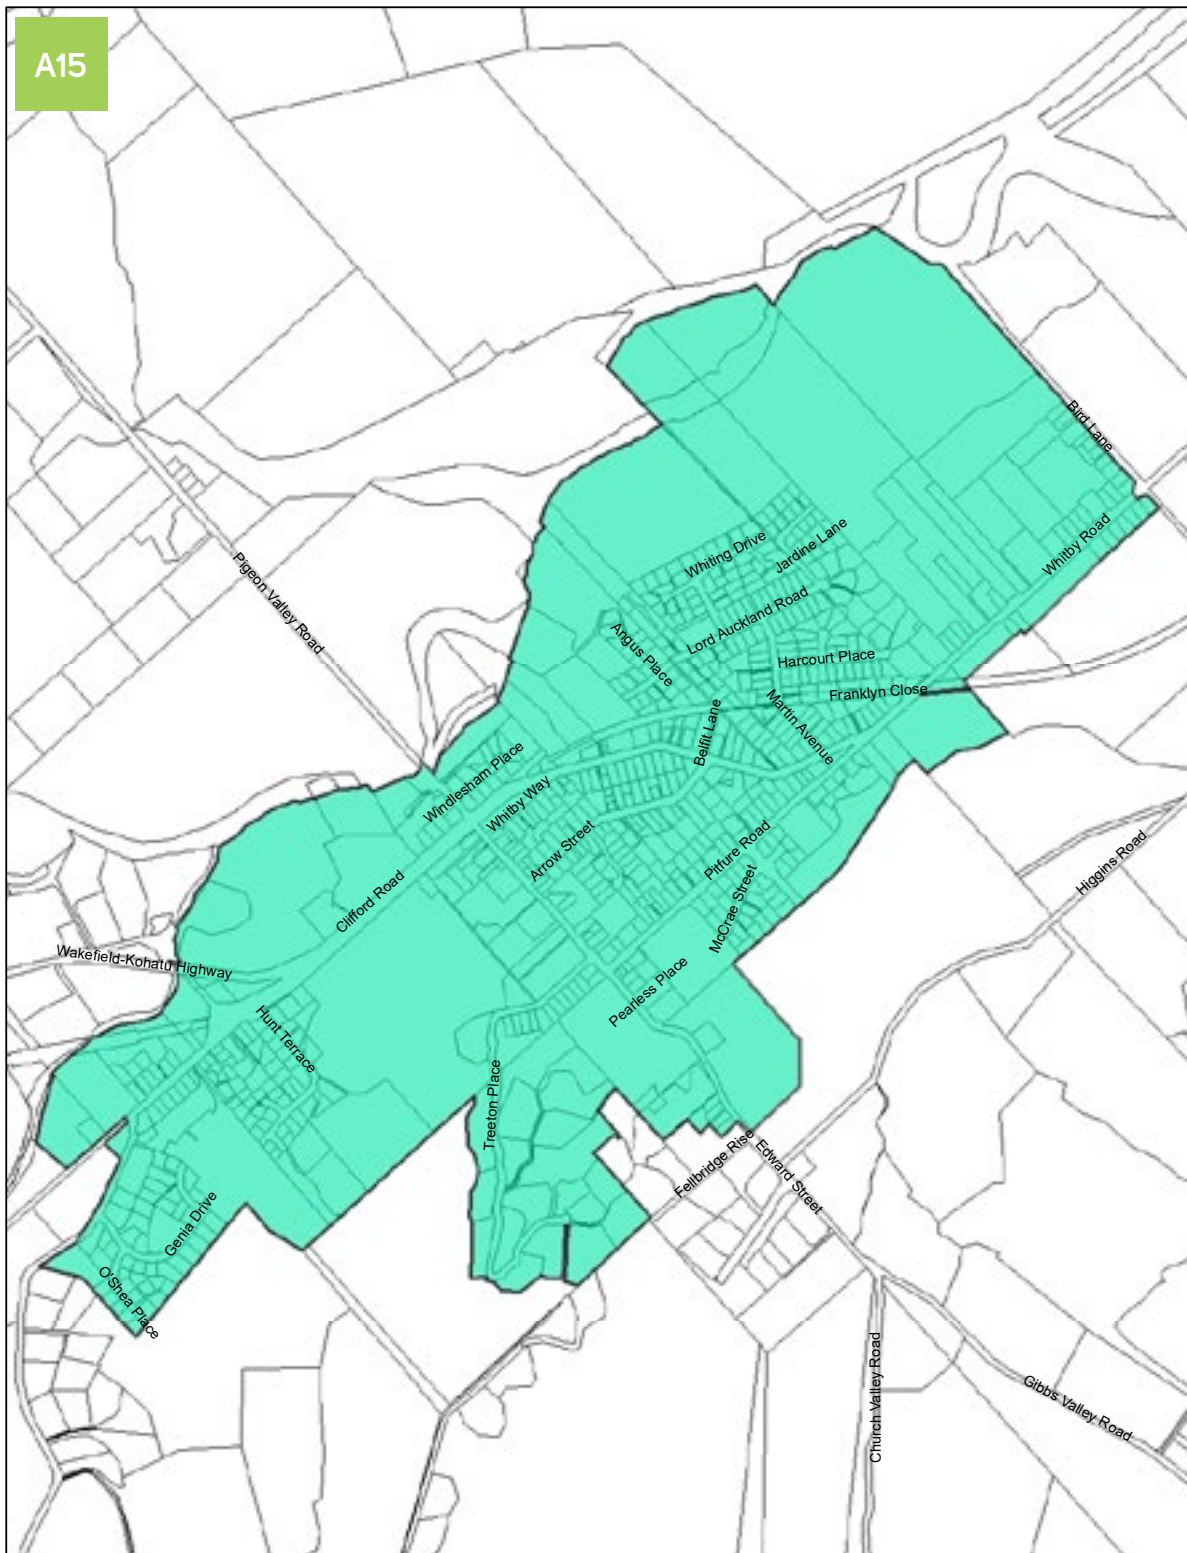 A15
Bird Lane
Whitby Road
Whiting Drive
Jardine Lane
Pigeon Valley Road
Lord Auckland Road
Angus Place
Harcourt Place
Franklyn Close
Martin Avenue
Belfit Lane
Windlesham Place
Whitby Way
Arrow Street
Pitfure Road
Higgins Road
Clifford Road
McCrae Street
Wakefield-Kohatu Highway
Pearless Place
Hunt Terrace
Treeton Place
Fellbridge Rise
Edward Street
Genia Drive
O'Shea Place
Church Valley Road
Gibbs Valley Road